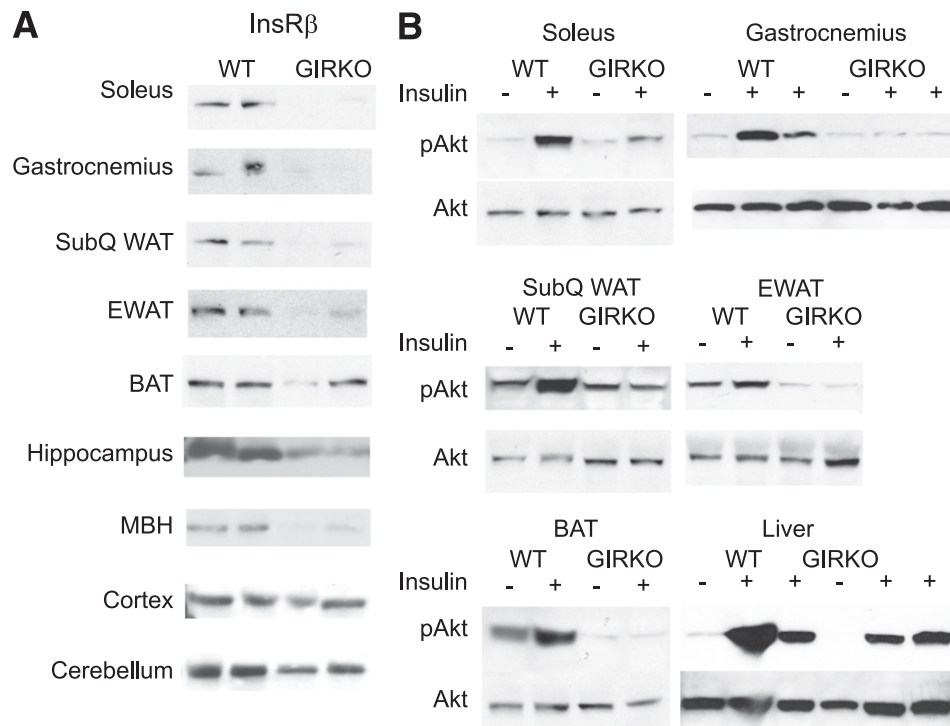 A
InsRβ
WT GIRKO
Soleus
Gastrocnemius
SubQ WAT
EWAT
BAT
Hippocampus
MBH
Cortex
Cerebellum
B
Soleus Gastrocnemius
WT GIRKO WT GIRKO
Insulin - + - + - + + - + +
pAkt
Akt
SubQ WAT EWAT
WT GIRKO WT GIRKO
Insulin - + - + - + - +
pAkt
Akt
BAT Liver
WT GIRKO WT GIRKO
Insulin - + - + - + + - + +
pAkt
Akt